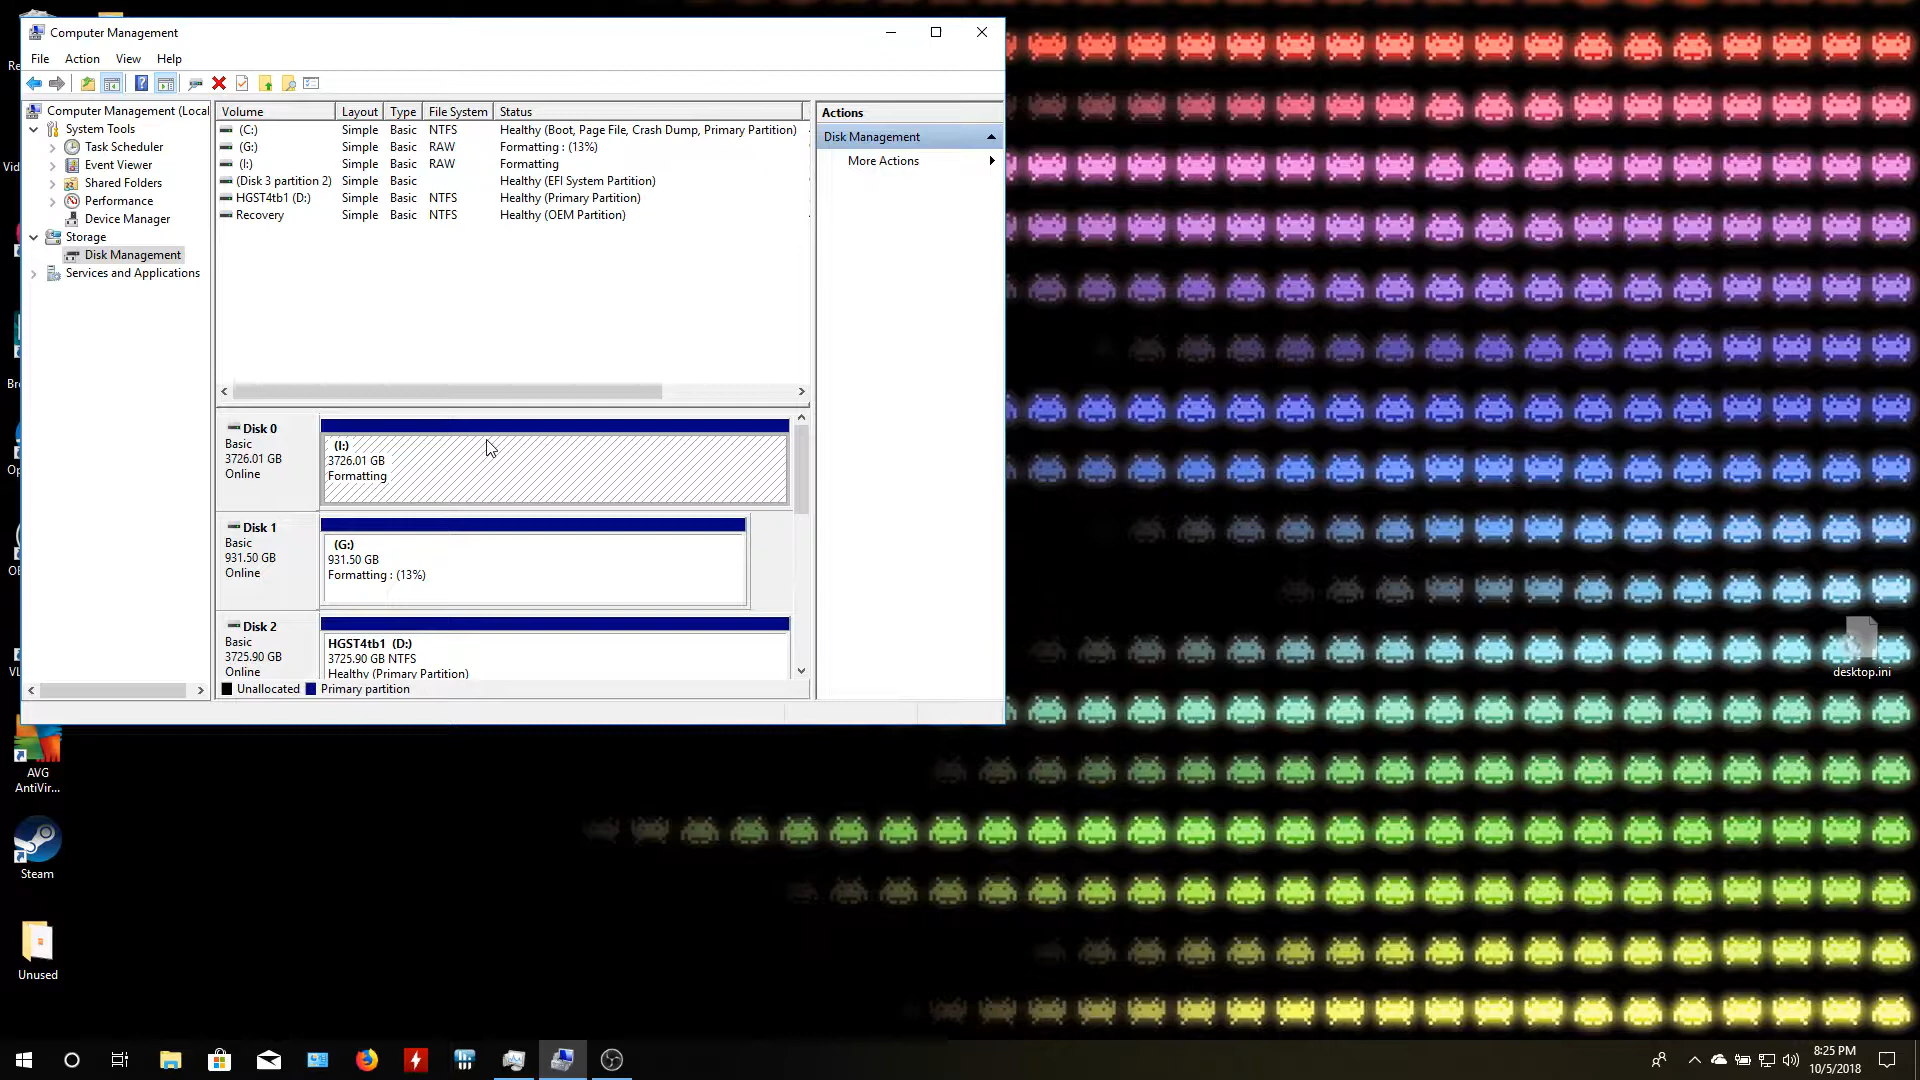 Computer Management
File Action View Help
Computer Management (Local
System Tools
Task Scheduler
Event Viewer
Shared Folders
Performance
Device Manager
Storage
Disk Management
Services and Applications
Volume Layout Type File System Status
(C:) Simple Basic NTFS Healthy (Boot, Page File, Crash Dump, Primary Partition)
(G:) Simple Basic RAW Formatting : (13%)
(I:) Simple Basic RAW Formatting
(Disk 3 partition 2) Simple Basic Healthy (EFI System Partition)
HGST4tb1 (D:) Simple Basic NTFS Healthy (Primary Partition)
Recovery Simple Basic NTFS Healthy (OEM Partition)
Disk 0
Basic
3726.01 GB
Online
(I:)
3726.01 GB
Formatting
Disk 1
Basic
931.50 GB
Online
(G:)
931.50 GB
Formatting : (13%)
Disk 2
Basic
3725.90 GB
Online
HGST4tb1 (D:)
3725.90 GB NTFS
Healthy (Primary Partition)
Unallocated Primary partition
Actions
Disk Management
More Actions
AVG
AntiVir...
Steam
Unused
desktop.ini
8:25 PM
10/5/2018